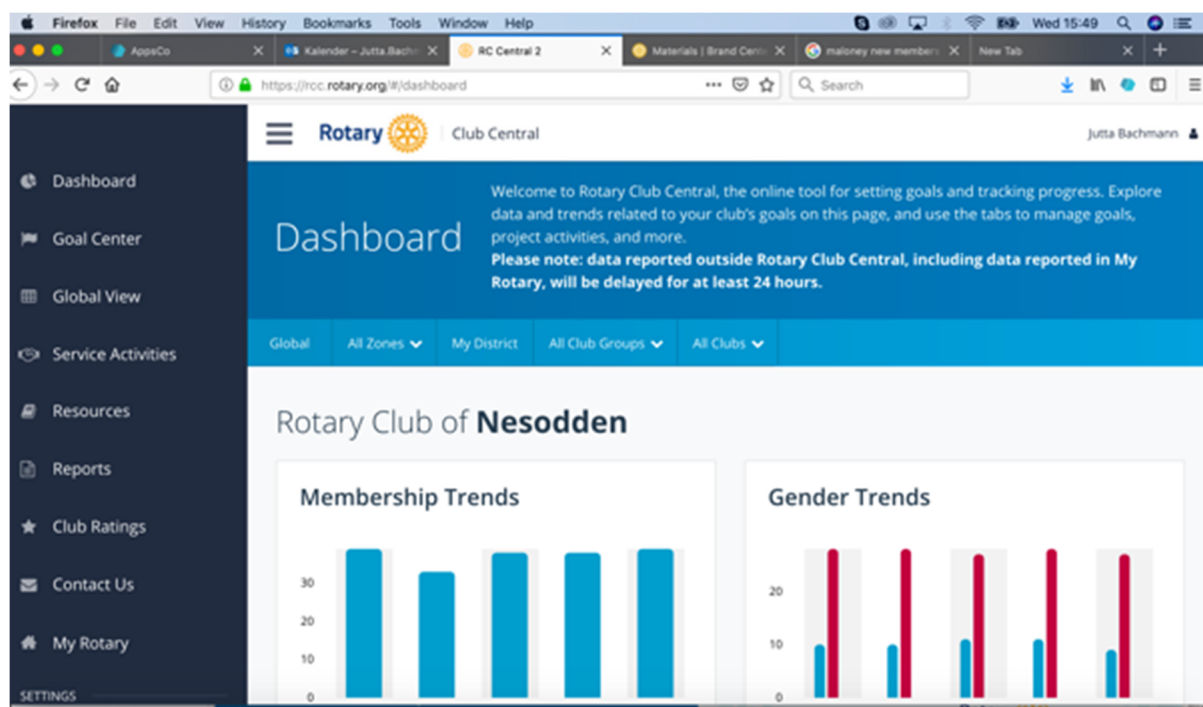 Firefox File Edit View History Bookmarks Tools Window Help Wed 15:49
AppsCo Kalender – Jutta.Bachm RC Central 2 Materials | Brand Cente maloney new members New Tab
https://rcc.rotary.org/#/dashboard Search
Rotary Club Central Jutta Bachmann
Dashboard
Goal Center
Global View
Service Activities
Resources
Reports
Club Ratings
Contact Us
My Rotary
SETTINGS
Dashboard
Welcome to Rotary Club Central, the online tool for setting goals and tracking progress. Explore
data and trends related to your club's goals on this page, and use the tabs to manage goals,
project activities, and more.
Please note: data reported outside Rotary Club Central, including data reported in My
Rotary, will be delayed for at least 24 hours.
Global All Zones My District All Club Groups All Clubs
Rotary Club of Nesodden
Membership Trends
30
20
10
0
Gender Trends
20
10
0